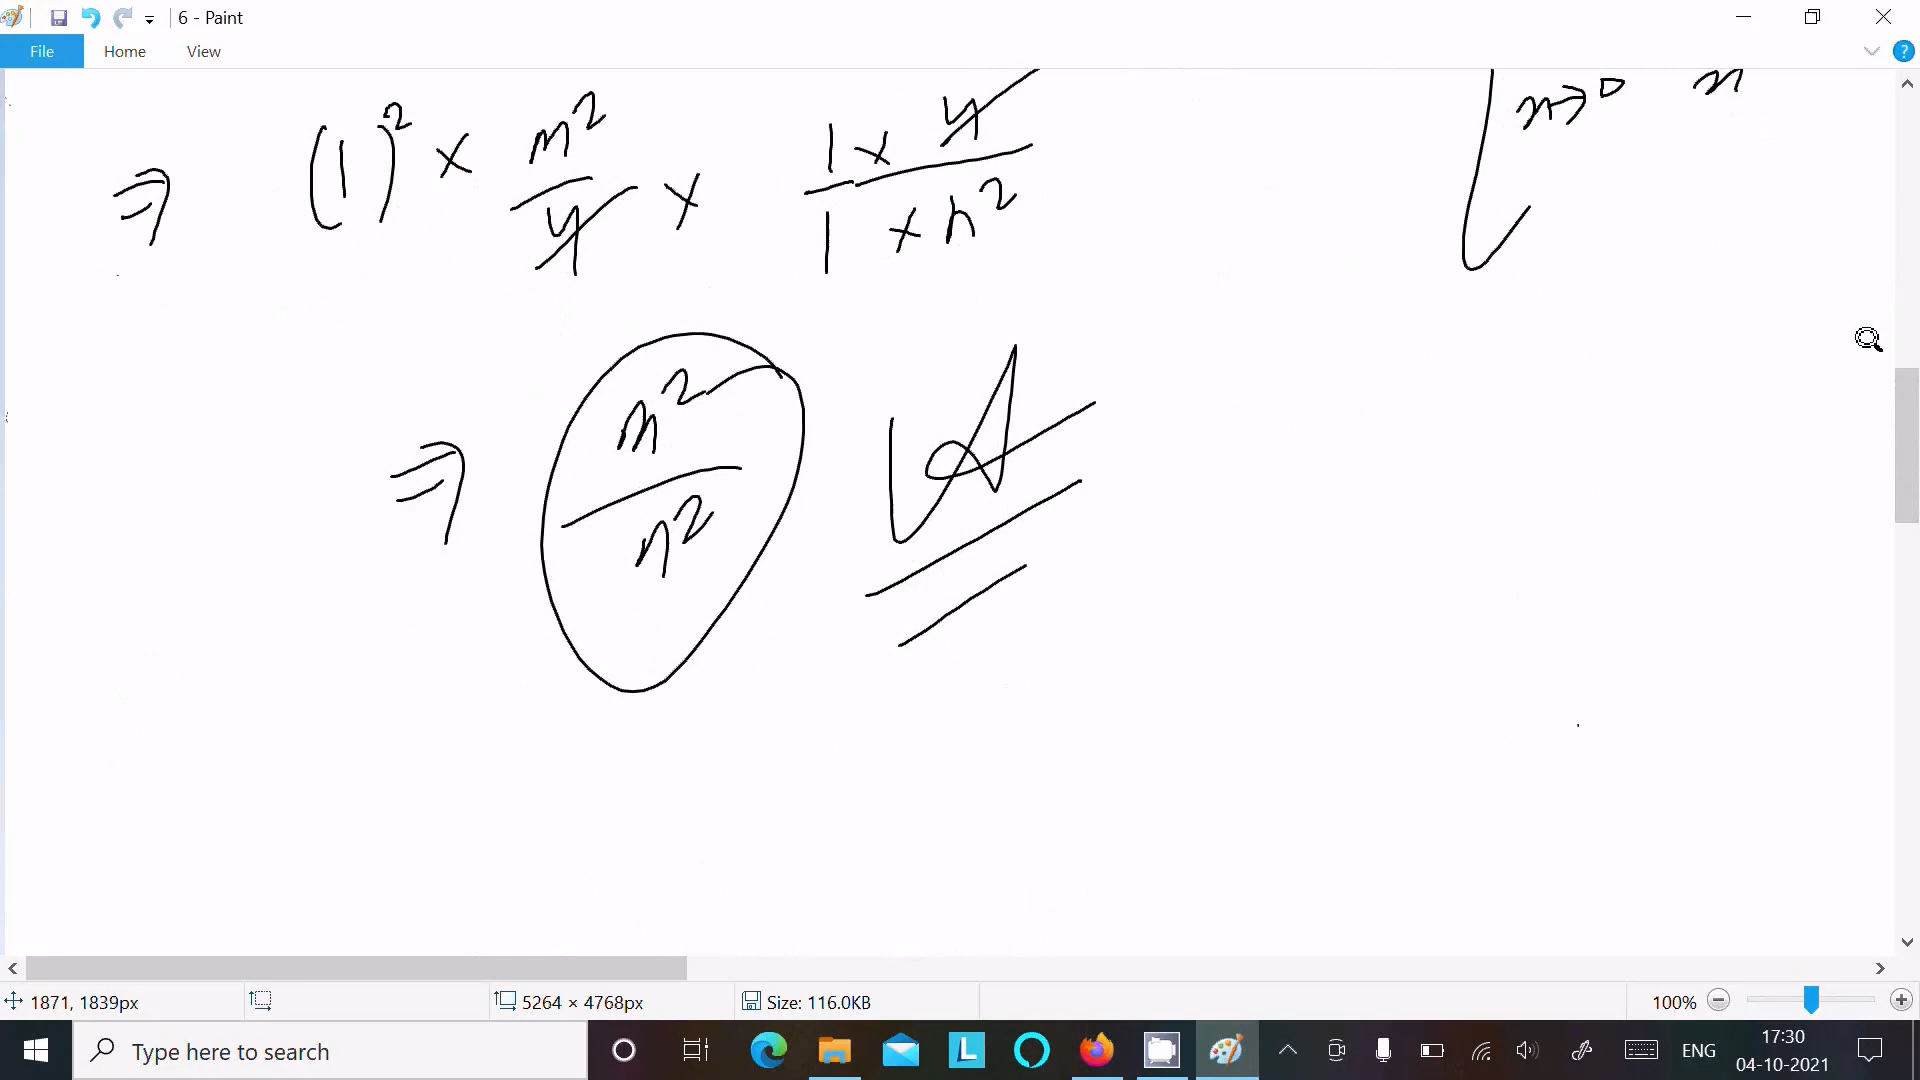 6 - Paint
File Home View
x→0 x
⇒ (1)² × m²/4 × 1 × 4 / 1 × n²
⇒ m²/n²
1871, 1839px 5264 × 4768px Size: 116.0KB 100%
Type here to search
L
ENG
17:30
04-10-2021